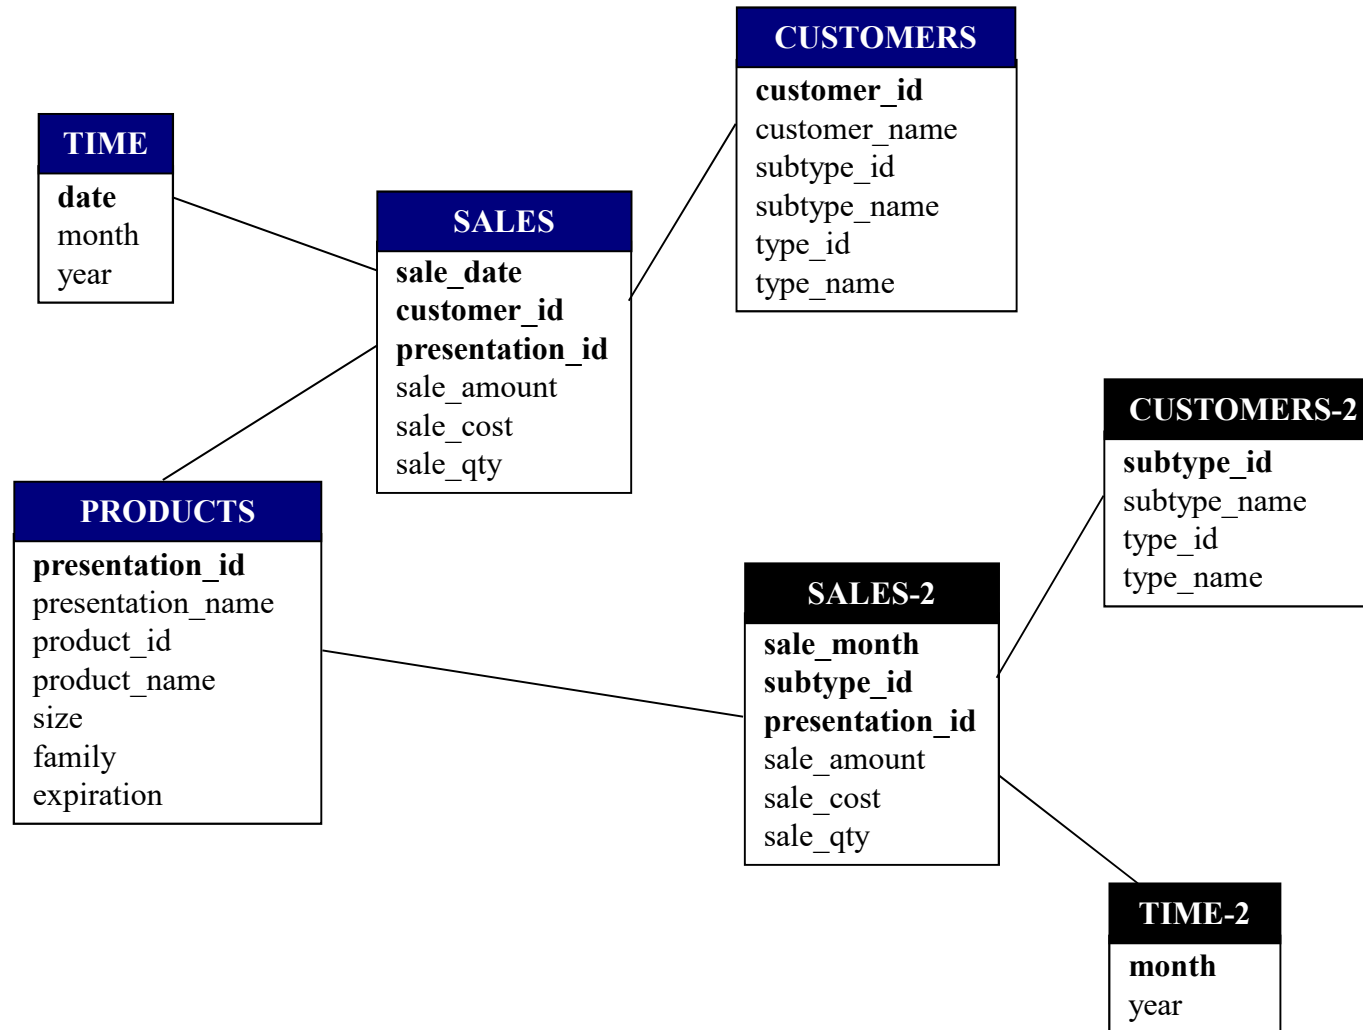 CUSTOMERS
customer_id
customer_name
subtype_id
subtype_name
type_id
type_name
TIME
date
month
year
SALES
sale_date
customer_id
presentation_id
sale_amount
sale_cost
sale_qty
PRODUCTS
presentation_id
presentation_name
product_id
product_name
size
family
expiration
CUSTOMERS-2
subtype_id
subtype_name
type_id
type_name
SALES-2
sale_month
subtype_id
presentation_id
sale_amount
sale_cost
sale_qty
TIME-2
month
year